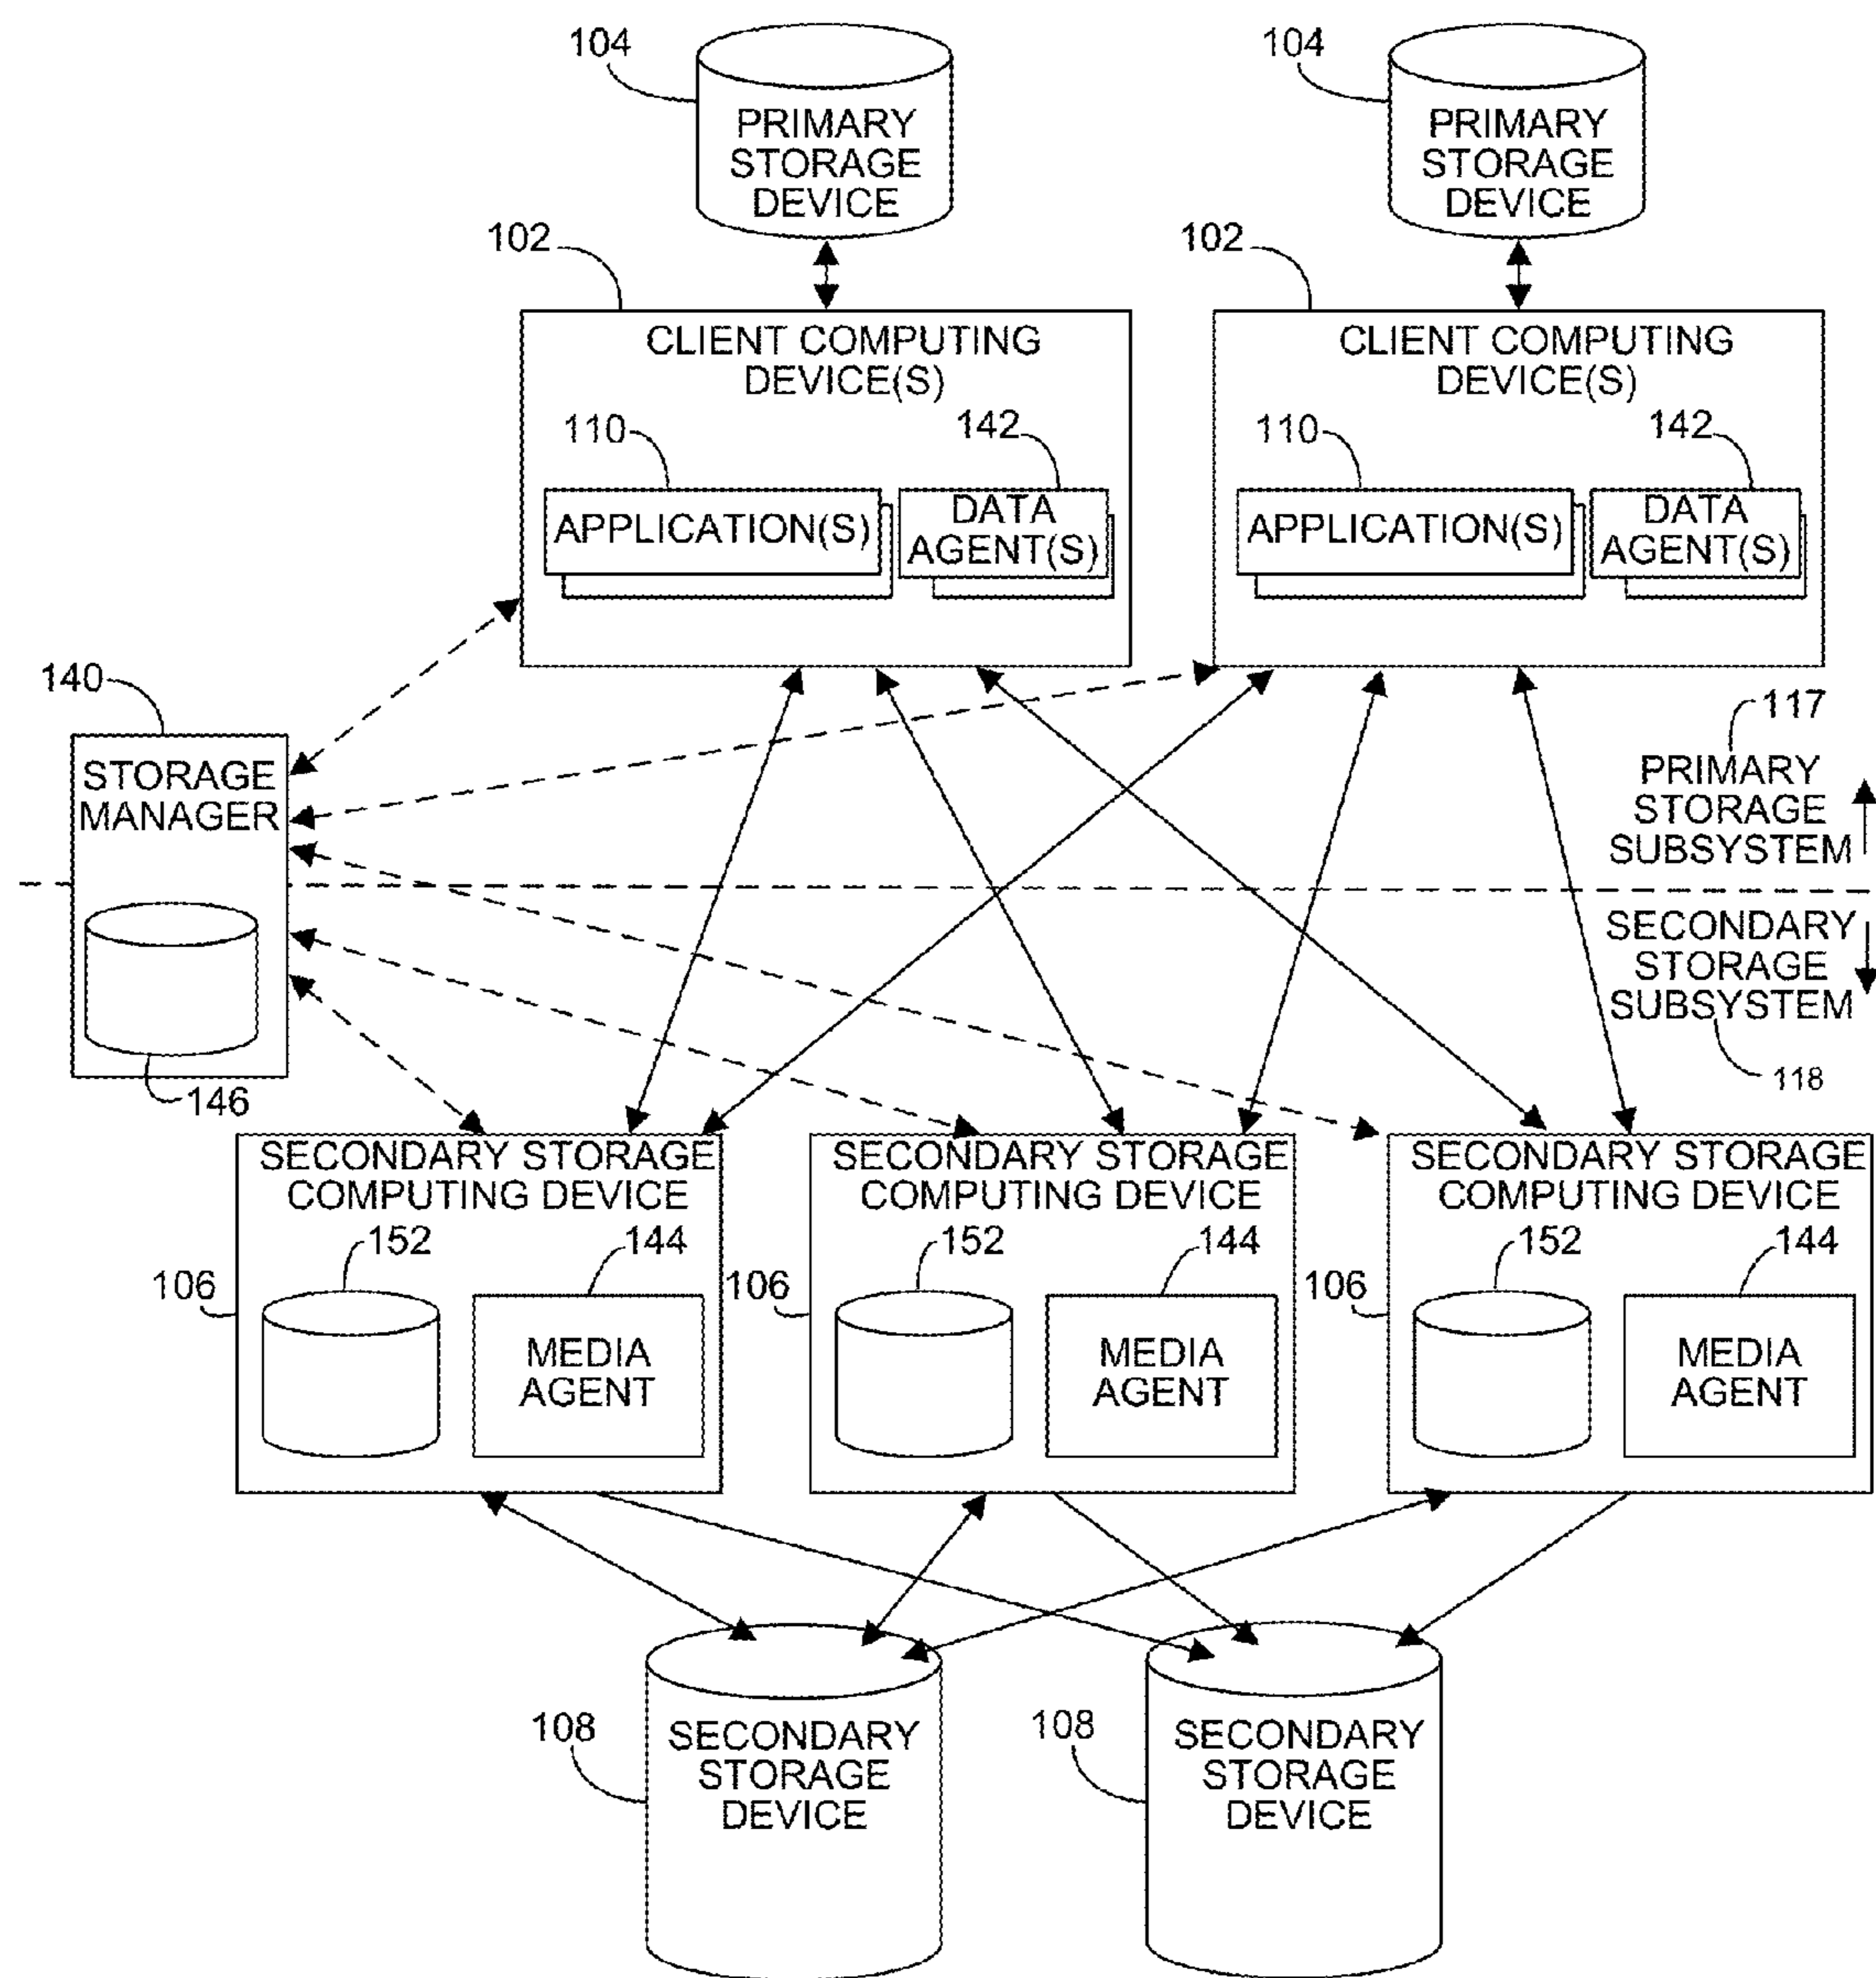 104
104
PRIMARY
STORAGE
DEVICE
PRIMARY
STORAGE
DEVICE
102
102
CLIENT COMPUTING
DEVICE(S)
CLIENT COMPUTING
DEVICE(S)
110
142
110
142
APPLICATION(S)
DATA
AGENT(S)
APPLICATION(S)
DATA
AGENT(S)
140
STORAGE
MANAGER
117
PRIMARY
STORAGE
SUBSYSTEM
SECONDARY
STORAGE
SUBSYSTEM
118
146
SECONDARY STORAGE
COMPUTING DEVICE
SECONDARY STORAGE
COMPUTING DEVICE
SECONDARY STORAGE
COMPUTING DEVICE
152
144
152
144
152
144
106
106
106
MEDIA
AGENT
MEDIA
AGENT
MEDIA
AGENT
108
SECONDARY
STORAGE
DEVICE
108
SECONDARY
STORAGE
DEVICE